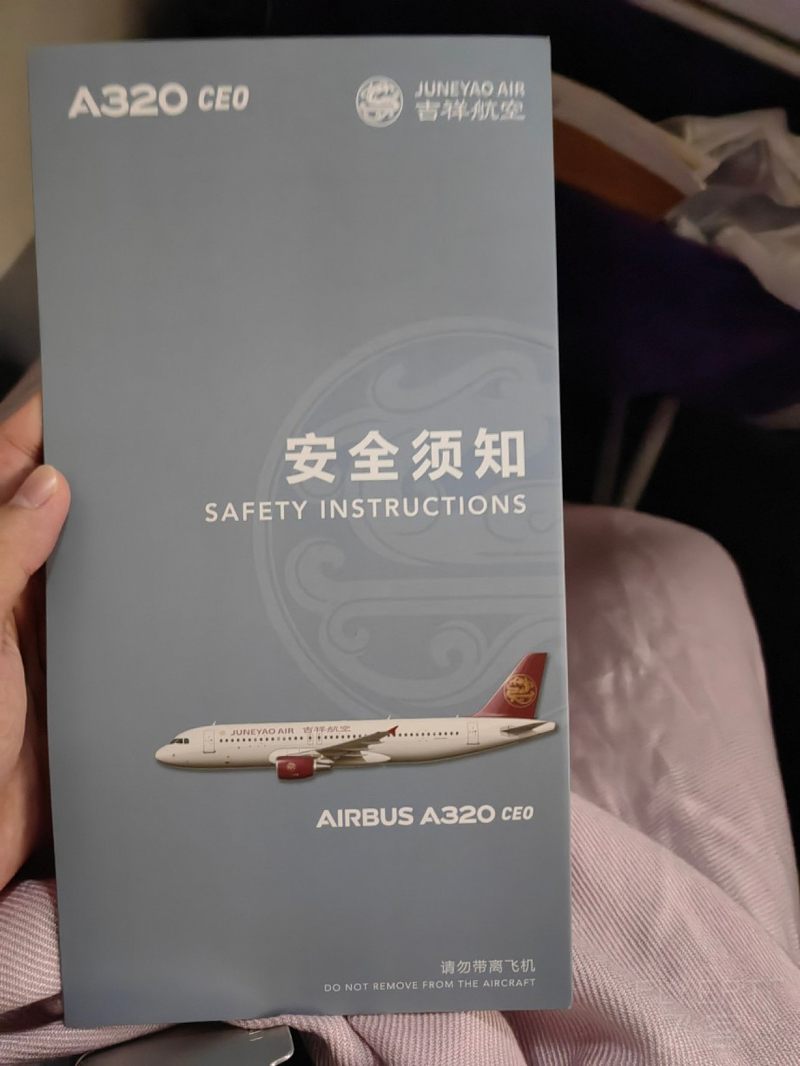 A320 CEO
JUNEYAO AIR
吉祥航空
安全须知
SAFETY INSTRUCTIONS
JUNEYAO AIR 吉祥航空
AIRBUS A320 CEO
请勿带离飞机
DO NOT REMOVE FROM THE AIRCRAFT